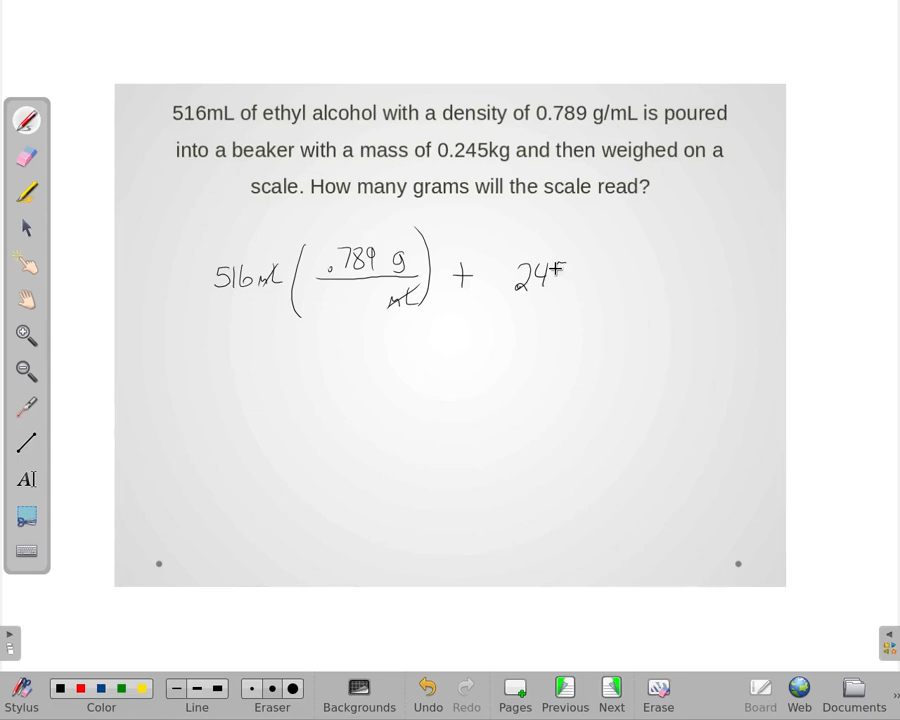 516mL of ethyl alcohol with a density of 0.789 g/mL is poured
into a beaker with a mass of 0.245kg and then weighed on a
scale. How many grams will the scale read?
516mL ( .789 g / mL ) + 245
AI
Stylus
Color
Line
Eraser
Backgrounds
Undo
Redo
Pages
Previous
Next
Erase
Board
Web
Documents
»